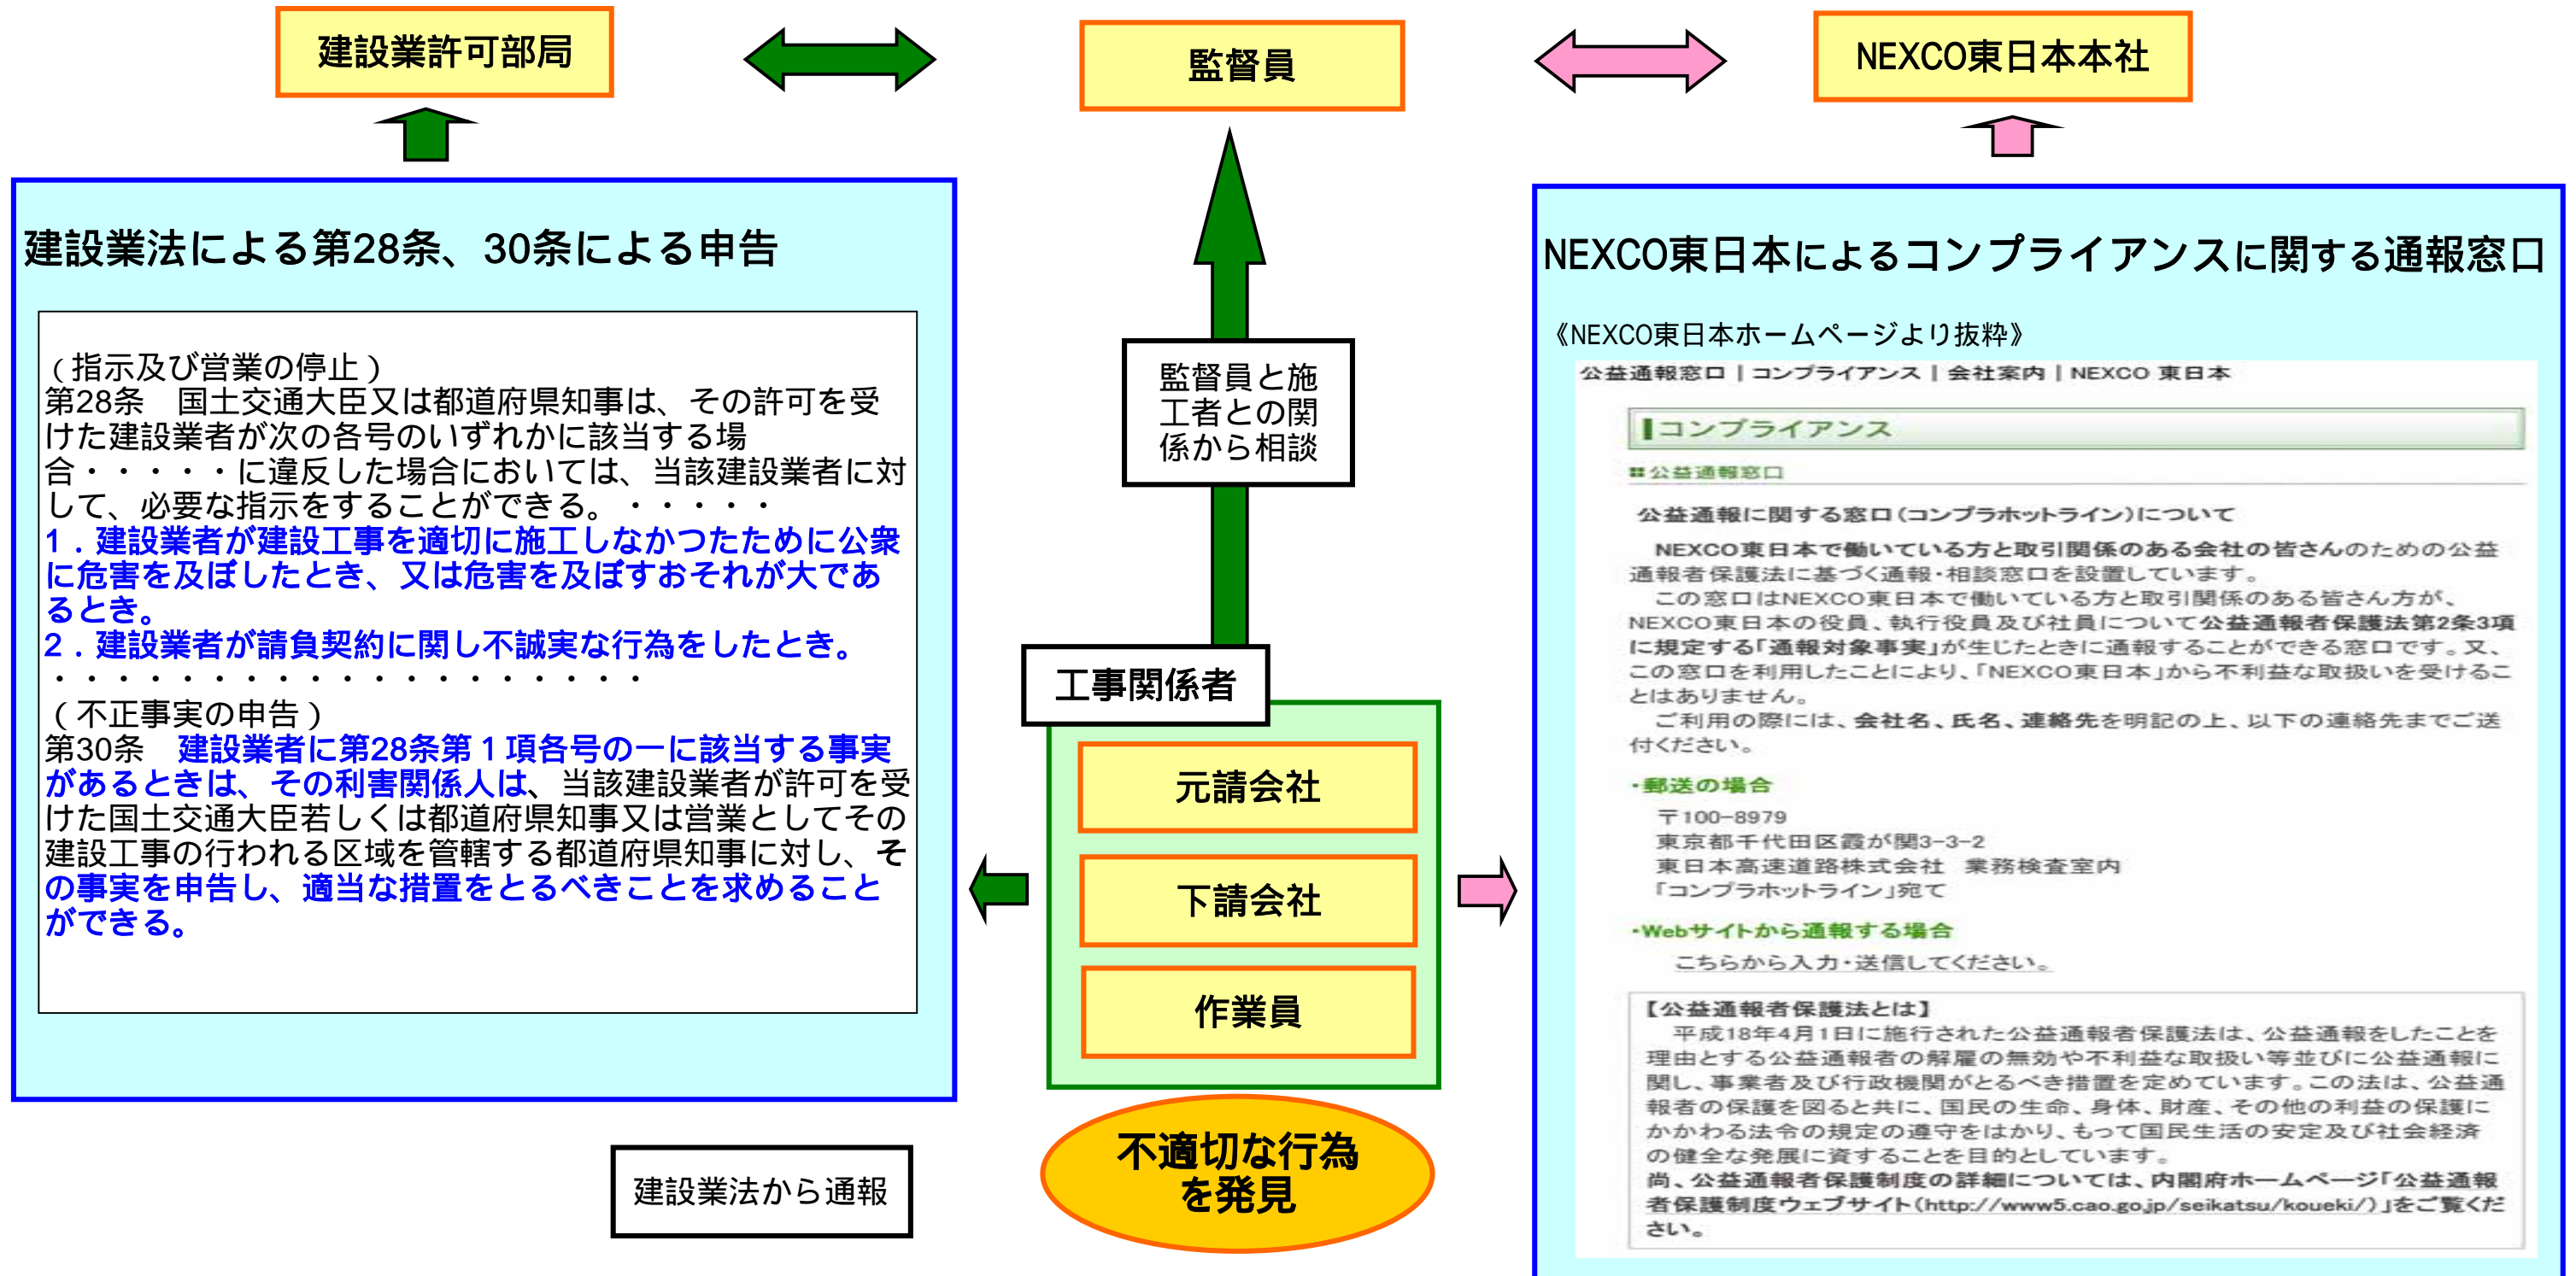 建設業許可部局
監督員
NEXCO東日本本社
建設業法による第28条、30条による申告
（指示及び営業の停止）
第28条　国土交通大臣又は都道府県知事は、その許可を受
けた建設業者が次の各号のいずれかに該当する場
合・・・・・に違反した場合においては、当該建設業者に対
して、必要な指示をすることができる。・・・・・
1．建設業者が建設工事を適切に施工しなかつたために公衆
に危害を及ぼしたとき、又は危害を及ぼすおそれが大であ
るとき。
2．建設業者が請負契約に関し不誠実な行為をしたとき。
・・・・・・・・・・・・・・・・・・・
（不正事実の申告）
第30条　建設業者に第28条第１項各号の一に該当する事実
があるときは、その利害関係人は、当該建設業者が許可を受
けた国土交通大臣若しくは都道府県知事又は営業としてその
建設工事の行われる区域を管轄する都道府県知事に対し、そ
の事実を申告し、適当な措置をとるべきことを求めること
ができる。
建設業法から通報
監督員と施
工者との関
係から相談
工事関係者
元請会社
下請会社
作業員
不適切な行為
を発見
NEXCO東日本によるコンプライアンスに関する通報窓口
《NEXCO東日本ホームページより抜粋》
公益通報窓口 | コンプライアンス | 会社案内 | NEXCO 東日本
コンプライアンス
公益通報窓口
公益通報に関する窓口(コンプラホットライン)について
NEXCO東日本で働いている方と取引関係のある会社の皆さんのための公益
通報者保護法に基づく通報・相談窓口を設置しています。
この窓口はNEXCO東日本で働いている方と取引関係のある皆さん方が、
NEXCO東日本の役員、執行役員及び社員について公益通報者保護法第2条3項
に規定する「通報対象事実」が生じたときに通報することができる窓口です。又、
この窓口を利用したことにより、「NEXCO東日本」から不利益な取扱いを受けるこ
とはありません。
ご利用の際には、会社名、氏名、連絡先を明記の上、以下の連絡先までご送
付ください。
・郵送の場合
〒100-8979
東京都千代田区霞が関3-3-2
東日本高速道路株式会社　業務検査室内
「コンプラホットライン」宛て
・Webサイトから通報する場合
こちらから入力・送信してください。
【公益通報者保護法とは】
平成18年4月1日に施行された公益通報者保護法は、公益通報をしたことを
理由とする公益通報者の解雇の無効や不利益な取扱い等並びに公益通報に
関し、事業者及び行政機関がとるべき措置を定めています。この法は、公益通
報者の保護を図ると共に、国民の生命、身体、財産、その他の利益の保護に
かかわる法令の規定の遵守をはかり、もって国民生活の安定及び社会経済
の健全な発展に資することを目的としています。
尚、公益通報者保護制度の詳細については、内閣府ホームページ「公益通報
者保護制度ウェブサイト(http://www5.cao.go.jp/seikatsu/koueki/)」をご覧くだ
さい。